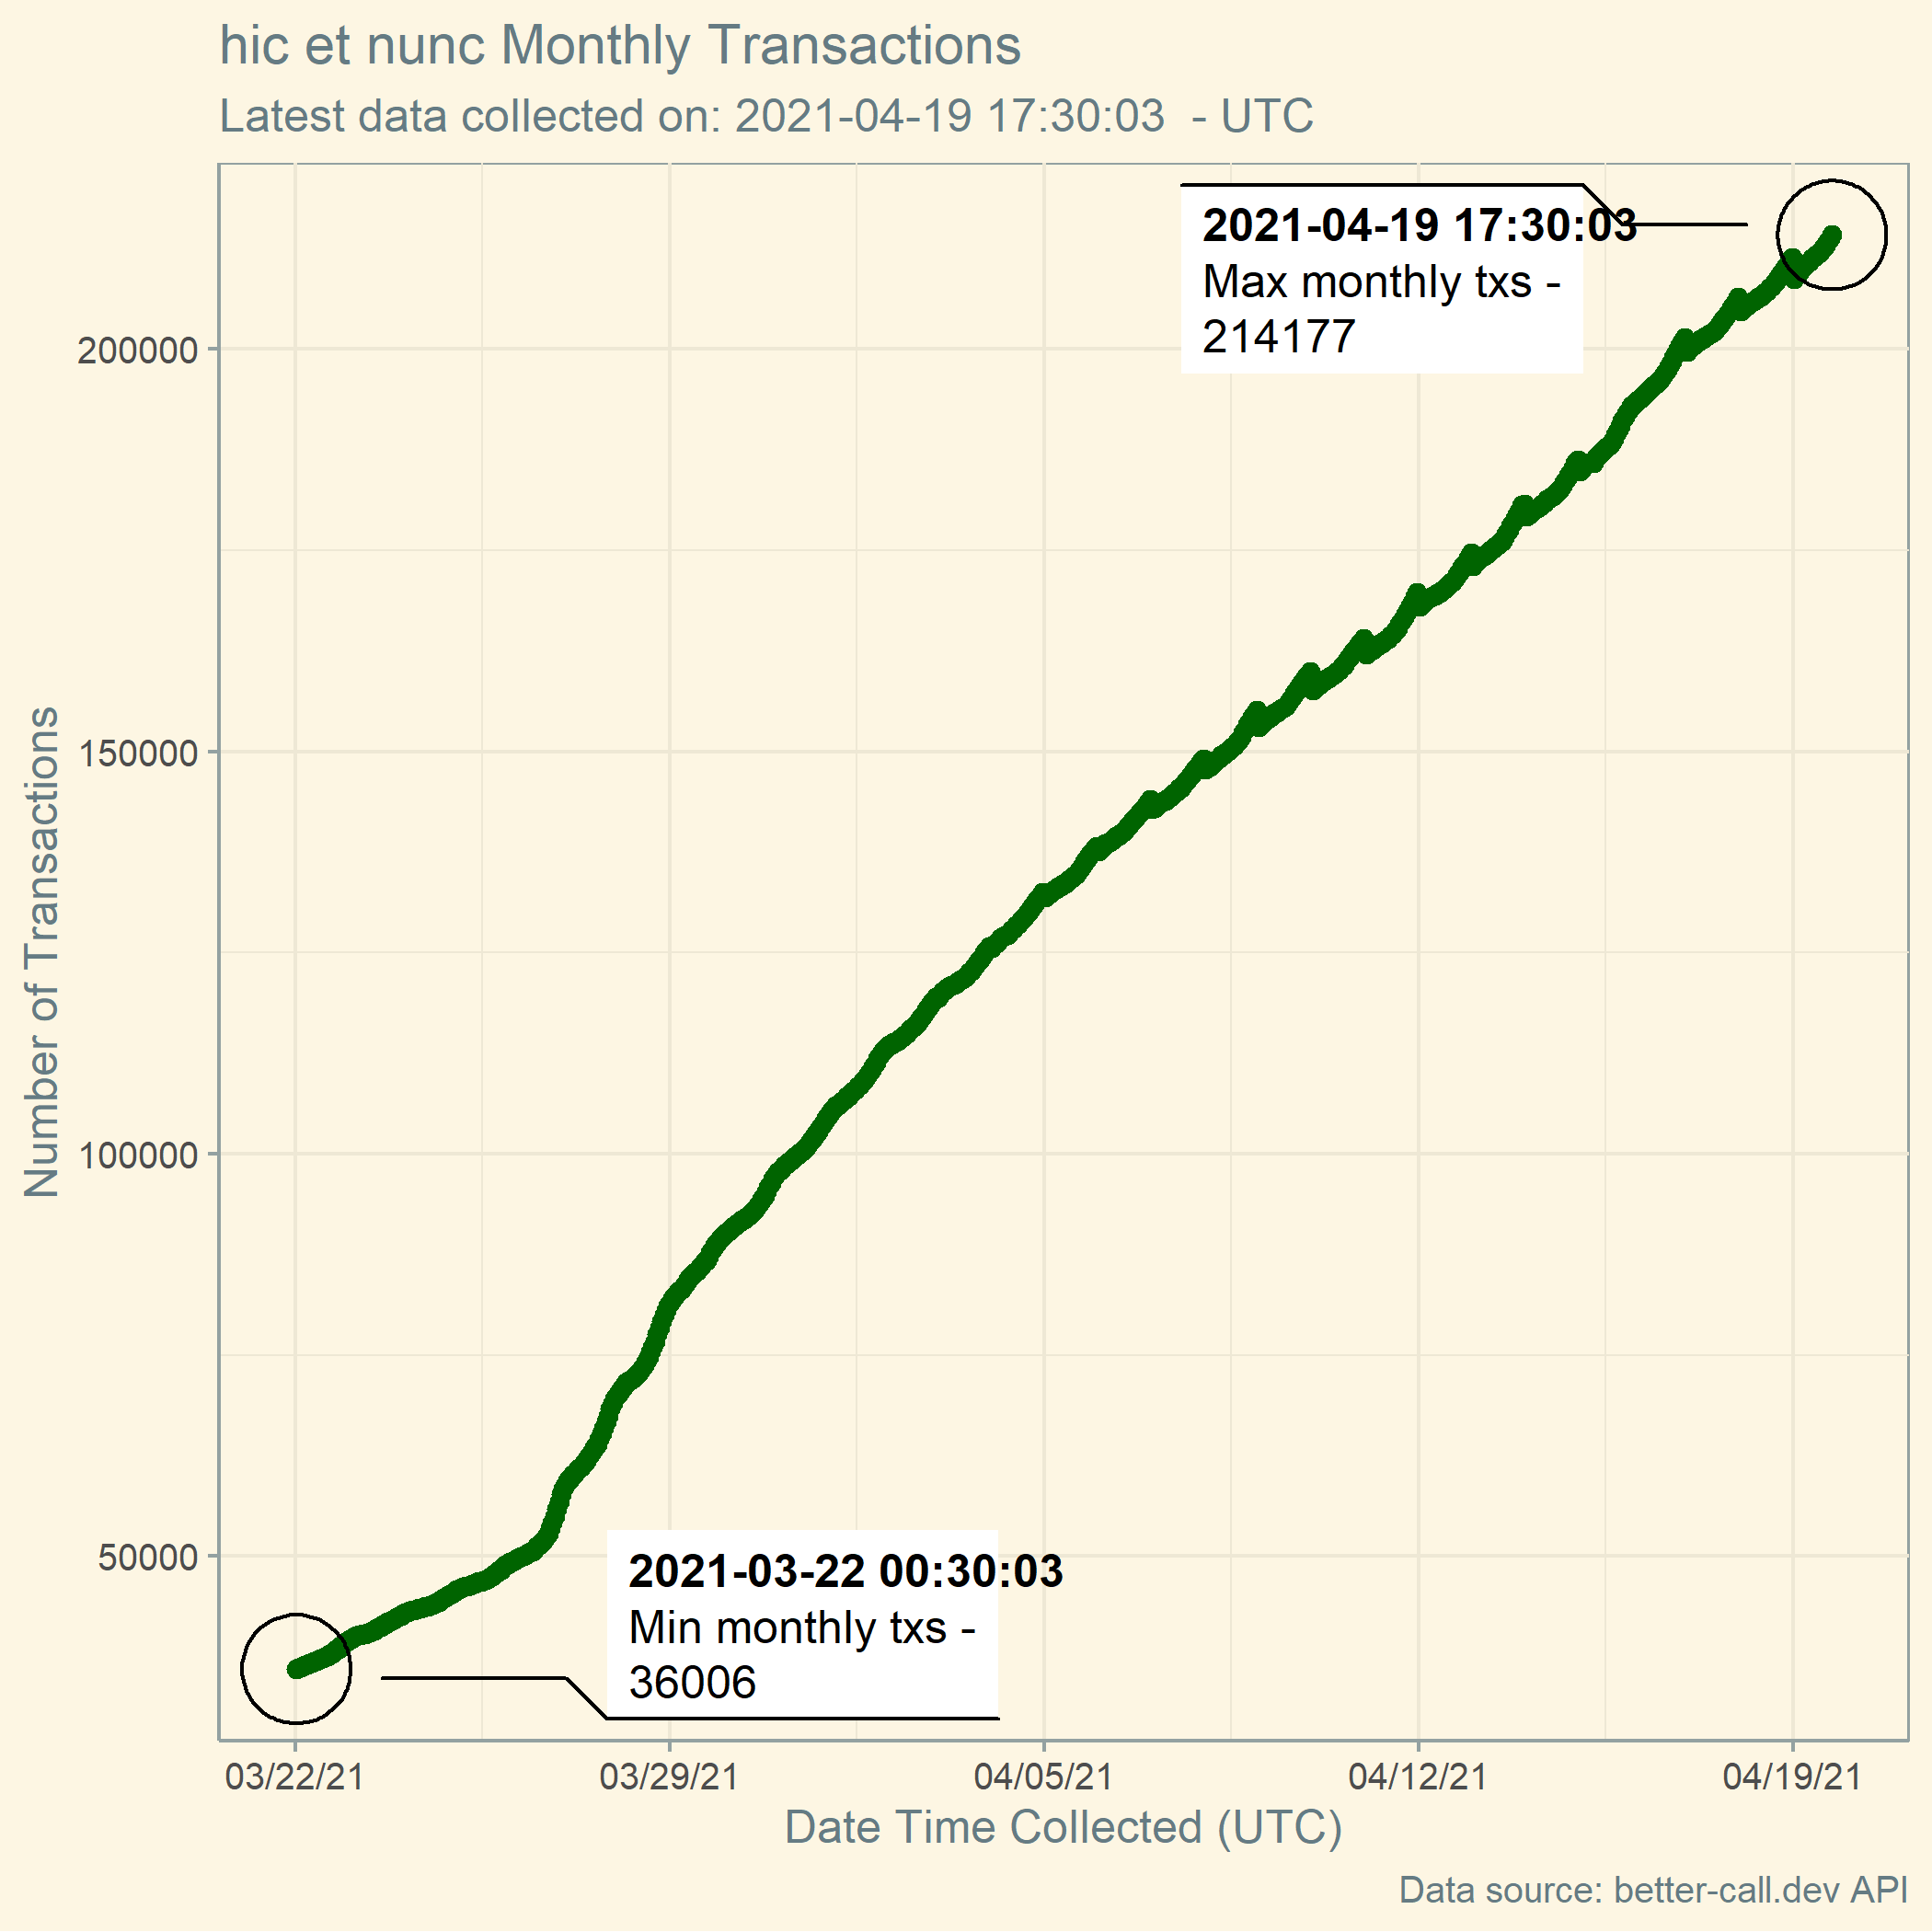 hic et nunc Monthly Transactions
Latest data collected on: 2021-04-19 17:30:03  - UTC
2021-04-19 17:30:03
Max monthly txs -
214177
200000
150000
100000
50000
Number of Transactions
2021-03-22 00:30:03
Min monthly txs -
36006
03/22/21 03/29/21 04/05/21 04/12/21 04/19/21
Date Time Collected (UTC)
Data source: better-call.dev API